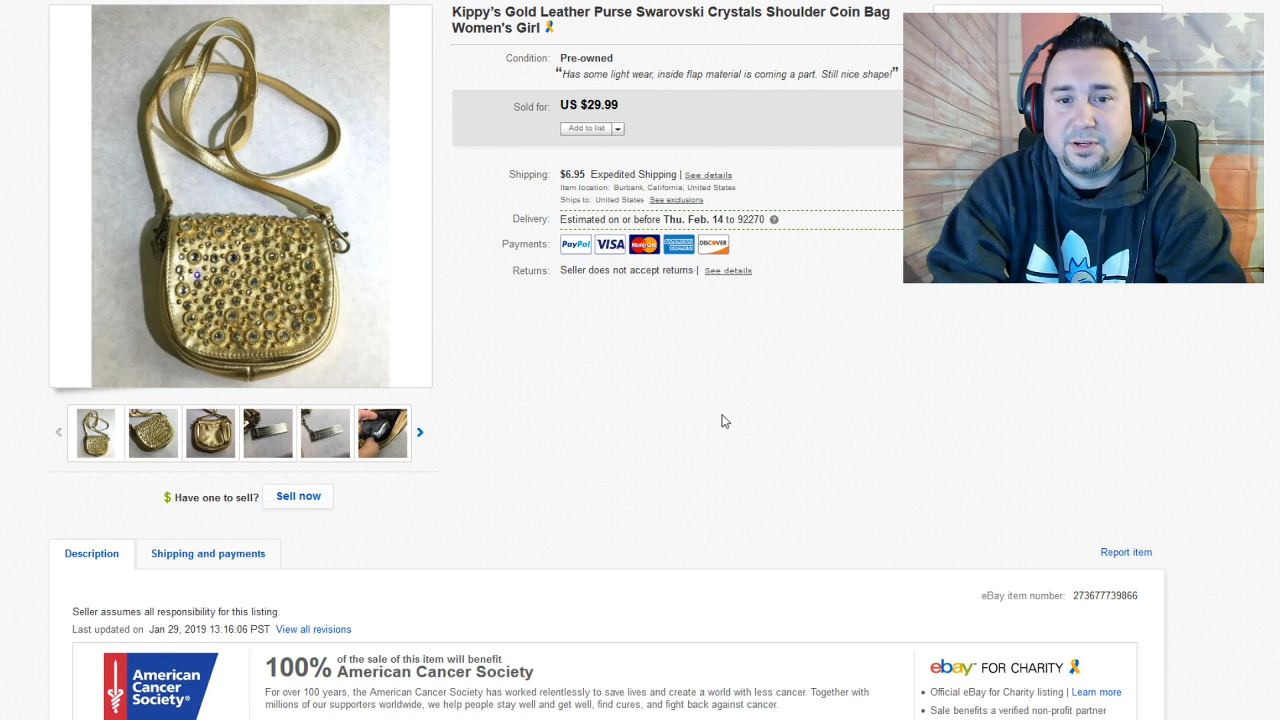 Kippy's Gold Leather Purse Swarovski Crystals Shoulder Coin Bag
Women's Girl
Condition: Pre-owned
“Has some light wear, inside flap material is coming a part. Still nice shape!”
Sold for: US $29.99
Add to list
Shipping: $6.95 Expedited Shipping | See details
Item location: Burbank, California, United States
Ships to: United States See exclusions
Delivery: Estimated on or before Thu. Feb. 14 to 92270
Payments: PayPal VISA MasterCard AMERICAN EXPRESS DISCOVER
Returns: Seller does not accept returns | See details
$ Have one to sell? Sell now
Description Shipping and payments
Report item
eBay item number: 273677739866
Seller assumes all responsibility for this listing.
Last updated on Jan 29, 2019 13:16:06 PST View all revisions
American
Cancer
Society®
100% of the sale of this item will benefit
American Cancer Society
For over 100 years, the American Cancer Society has worked relentlessly to save lives and create a world with less cancer. Together with
millions of our supporters worldwide, we help people stay well and get well, find cures, and fight back against cancer.
ebay™ FOR CHARITY
• Official eBay for Charity listing | Learn more
• Sale benefits a verified non-profit partner